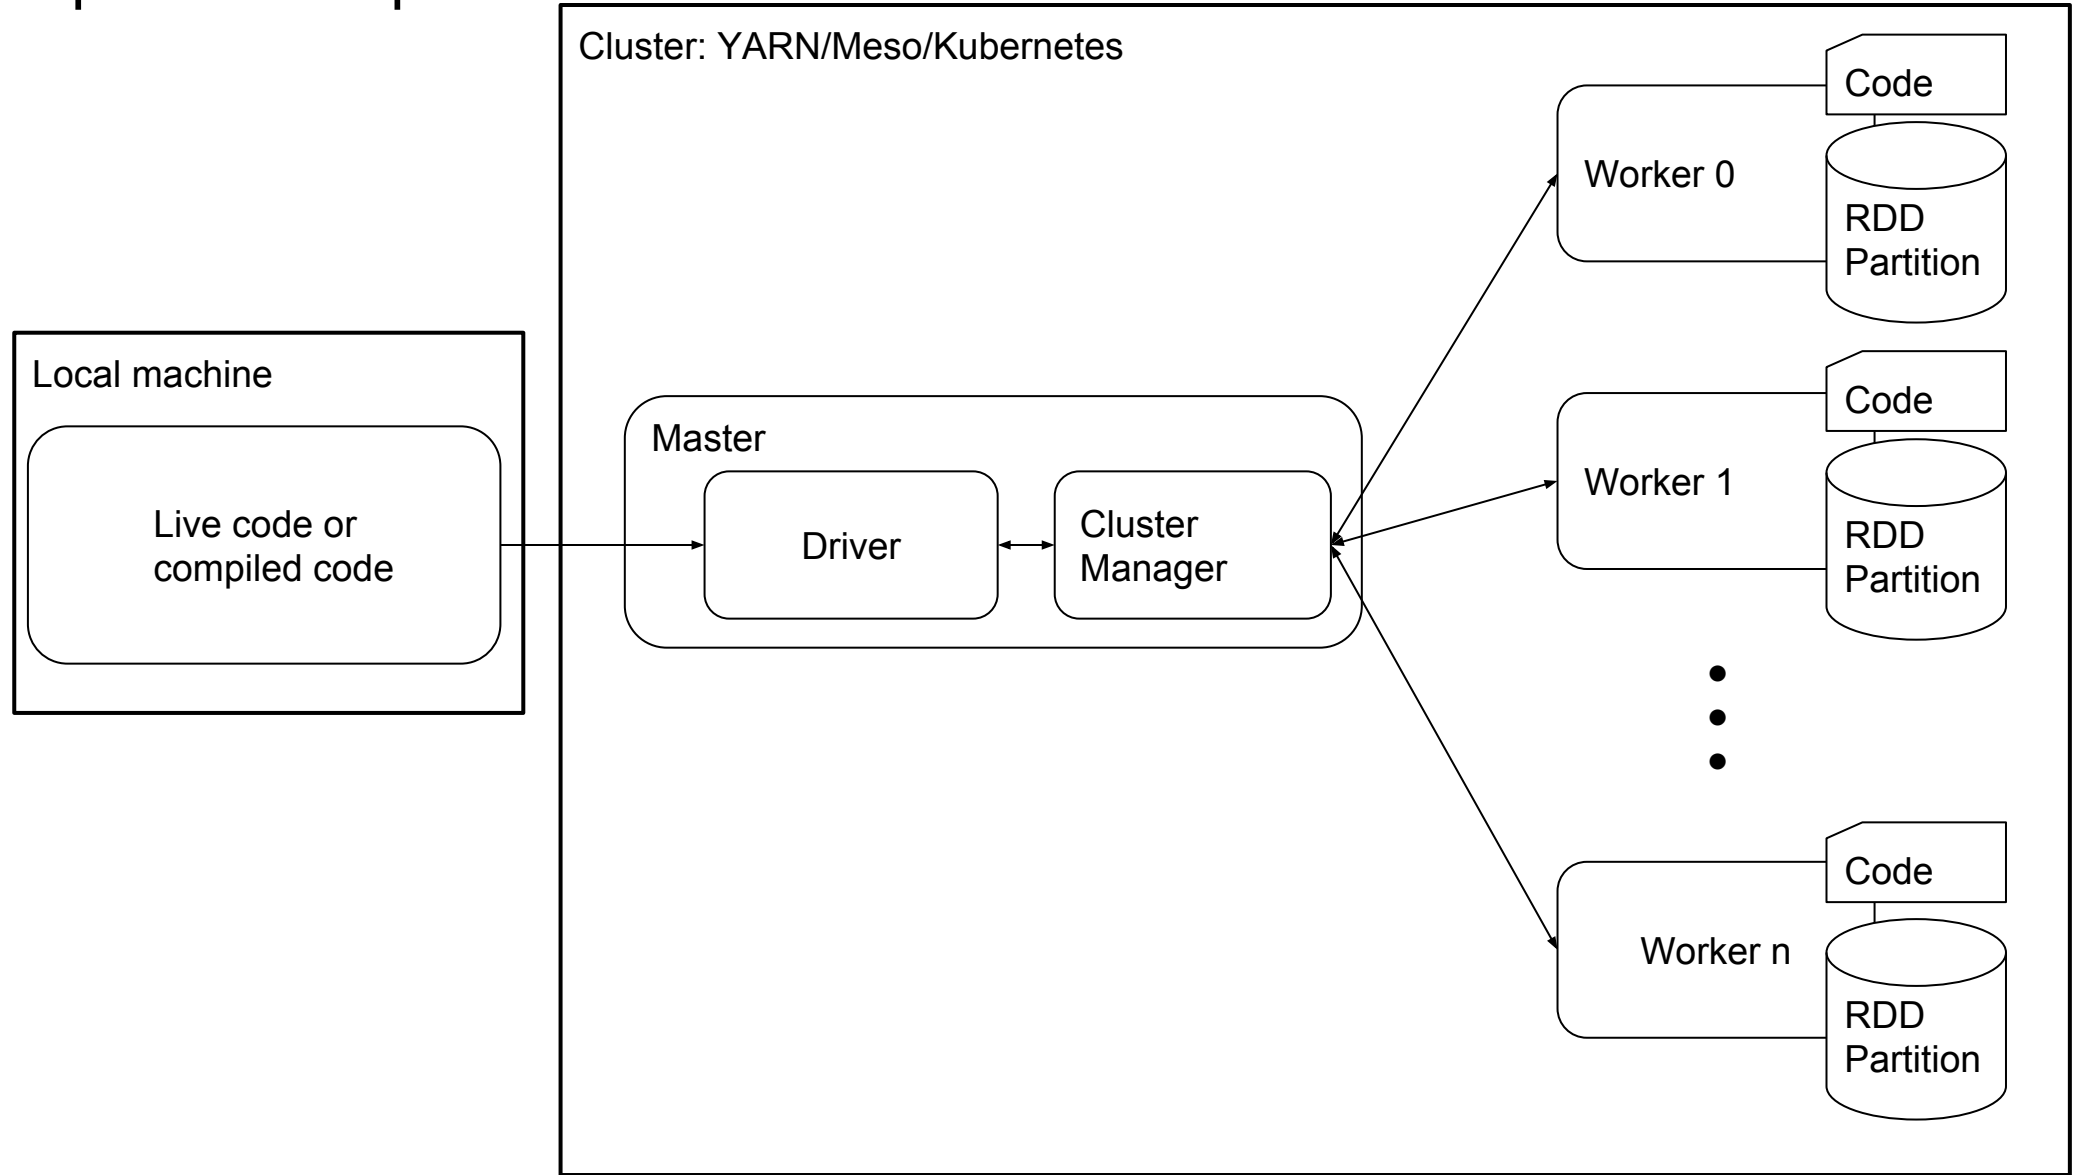 Cluster: YARN/Meso/Kubernetes
Code
Worker 0
RDD
Partition
Local machine
Live code or
compiled code
Master
Driver
Cluster
Manager
Code
Worker 1
RDD
Partition
Code
Worker n
RDD
Partition